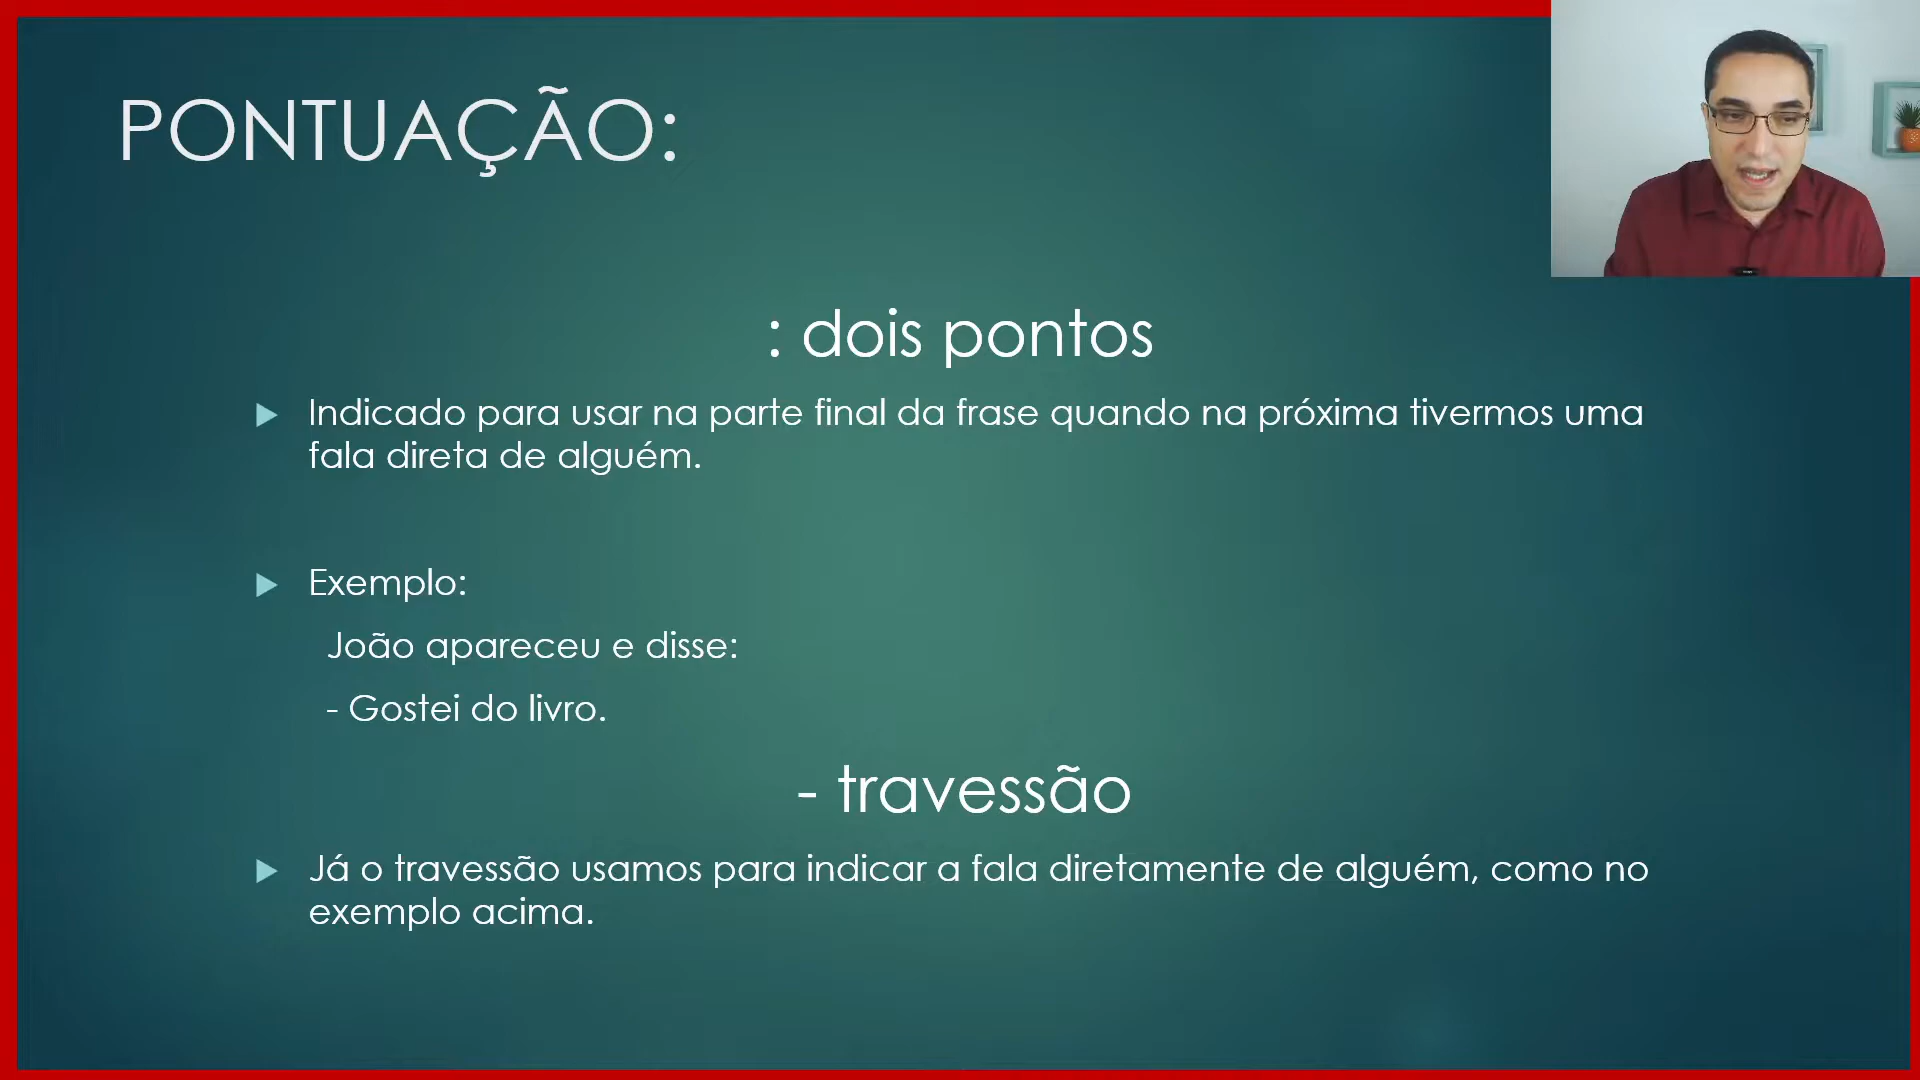 PONTUAÇÃO:
: dois pontos
Indicado para usar na parte final da frase quando na próxima tivermos uma
fala direta de alguém.
Exemplo:
João apareceu e disse:
- Gostei do livro.
- travessão
Já o travessão usamos para indicar a fala diretamente de alguém, como no
exemplo acima.